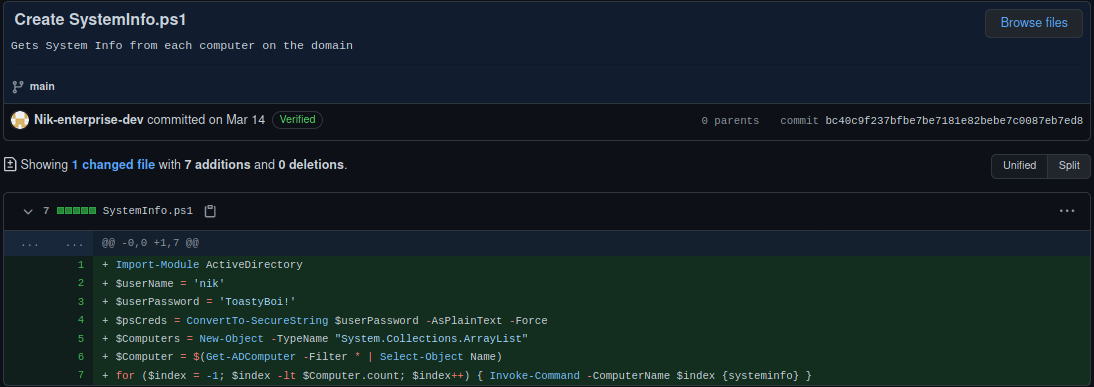 Create SystemInfo.ps1
Browse files
Gets System Info from each computer on the domain
main
Nik-enterprise-dev committed on Mar 14 Verified
0 parents commit bc40c9f237bfbe7be7181e82bebe7c0087eb7ed8
Showing 1 changed file with 7 additions and 0 deletions.
Unified Split
7 SystemInfo.ps1 ...
... ... @@ -0,0 +1,7 @@
1 + Import-Module ActiveDirectory
2 + $userName = 'nik'
3 + $userPassword = 'ToastyBoi!'
4 + $psCreds = ConvertTo-SecureString $userPassword -AsPlainText -Force
5 + $Computers = New-Object -TypeName "System.Collections.ArrayList"
6 + $Computer = $(Get-ADComputer -Filter * | Select-Object Name)
7 + for ($index = -1; $index -lt $Computer.count; $index++) { Invoke-Command -ComputerName $index {systeminfo} }